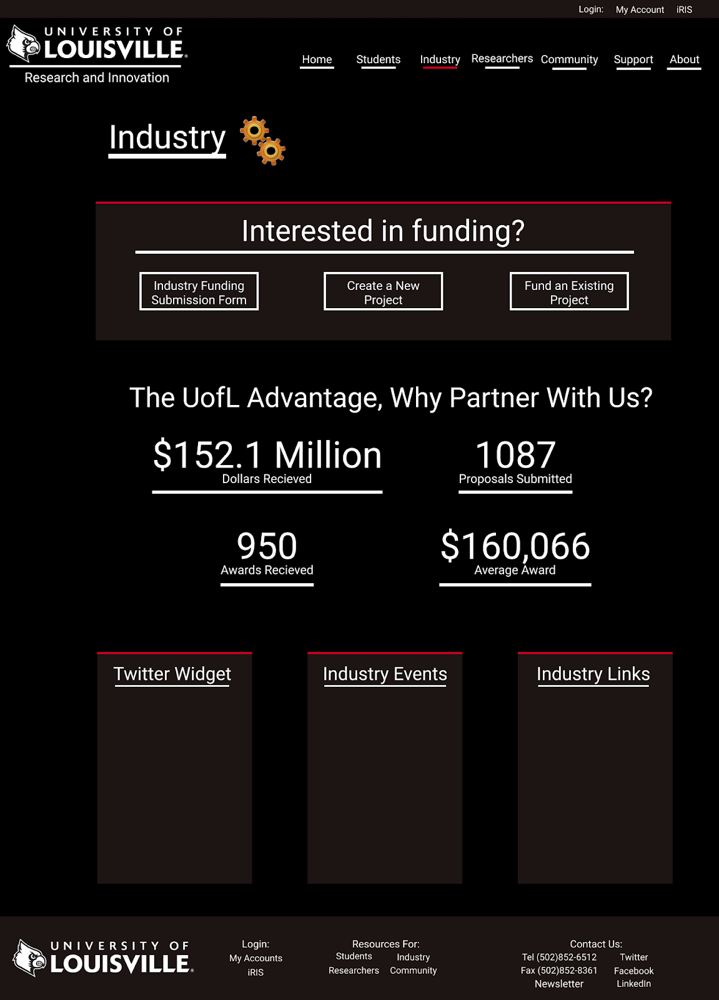 Login: My Account iRIS
UNIVERSITY OF
LOUISVILLE®
Research and Innovation
Home Students Industry Researchers Community Support About
Industry
Interested in funding?
Industry Funding
Submission Form
Create a New
Project
Fund an Existing
Project
The UofL Advantage, Why Partner With Us?
$152.1 Million
Dollars Recieved
1087
Proposals Submitted
950
Awards Recieved
$160,066
Average Award
Twitter Widget
Industry Events
Industry Links
UNIVERSITY OF
LOUISVILLE®
Login:
My Accounts
iRIS
Resources For:
Students Industry
Researchers Community
Contact Us:
Tel (502)852-6512 Twitter
Fax (502)852-8361 Facebook
Newsletter LinkedIn